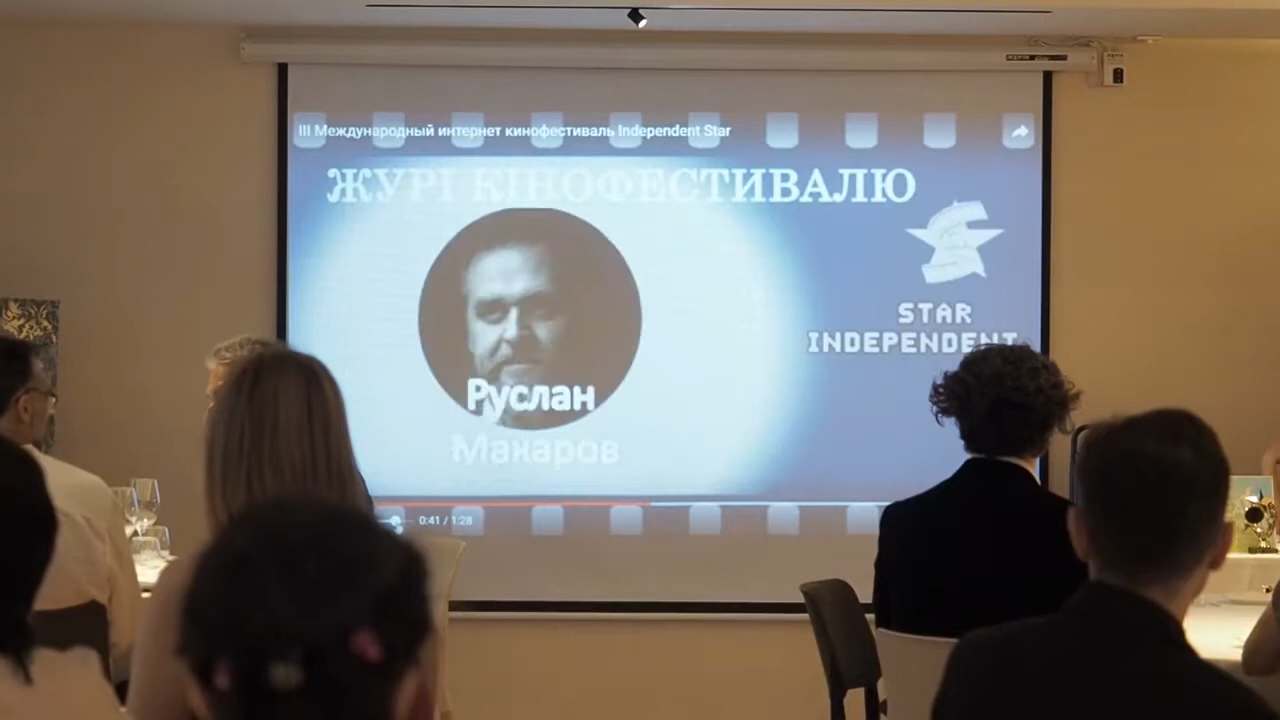 III Международный интернет кинофестиваль Independent Star
ЖУРІ КІНОФЕСТИВАЛЮ
Руслан
Макаров
STAR
INDEPENDENT
0:41 / 1:28